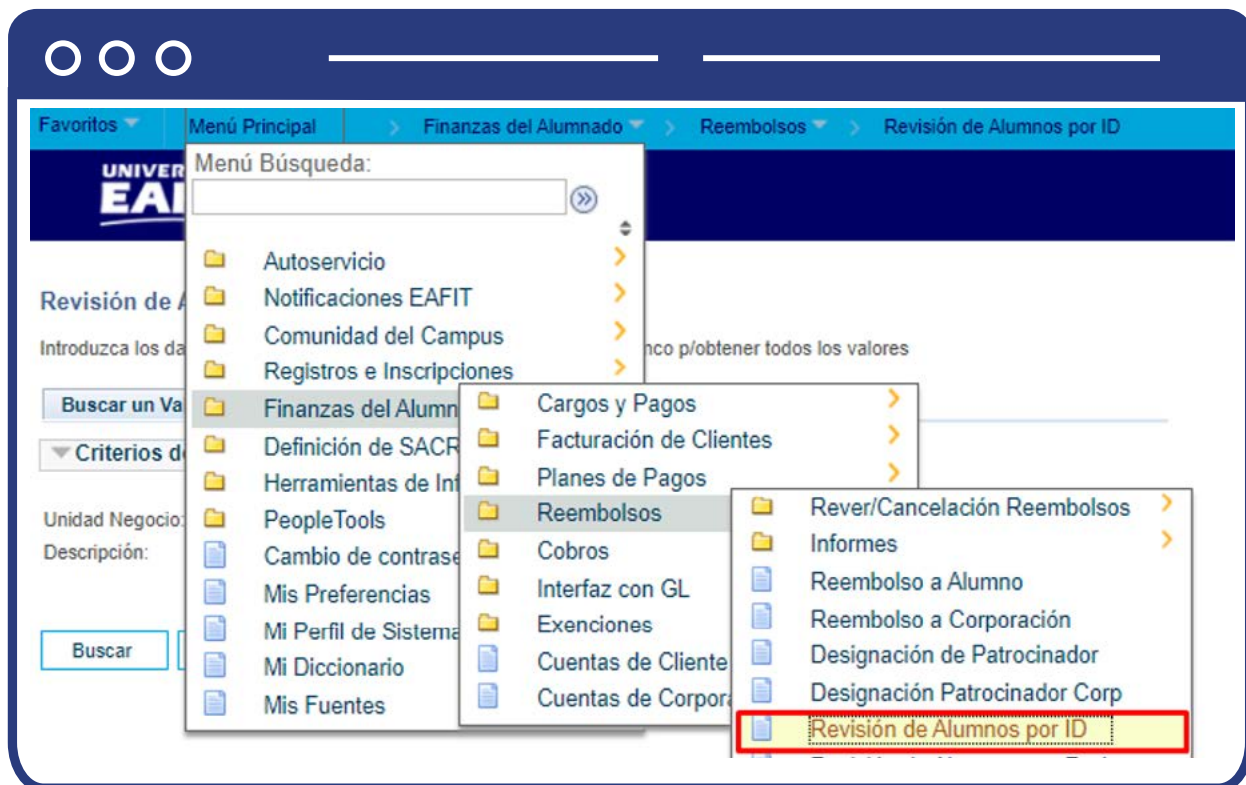 Favoritos Menú Principal > Finanzas del Alumnado > Reembolsos > Revisión de Alumnos por ID
UNIVER
EAI
Menú Búsqueda:
Autoservicio
Notificaciones EAFIT
Comunidad del Campus
Registros e Inscripciones
Finanzas del Alumn
Definición de SACR
Herramientas de Inf
PeopleTools
Cambio de contrase
Mis Preferencias
Mi Perfil de Sistema
Mi Diccionario
Mis Fuentes
Revisión de A
Introduzca los da nco p/obtener todos los valores
Buscar un Va
Criterios d
Unidad Negocio:
Descripción:
Buscar
Cargos y Pagos
Facturación de Clientes
Planes de Pagos
Reembolsos
Cobros
Interfaz con GL
Exenciones
Cuentas de Cliente
Cuentas de Corpora
Rever/Cancelación Reembolsos
Informes
Reembolso a Alumno
Reembolso a Corporación
Designación de Patrocinador
Designación Patrocinador Corp
Revisión de Alumnos por ID